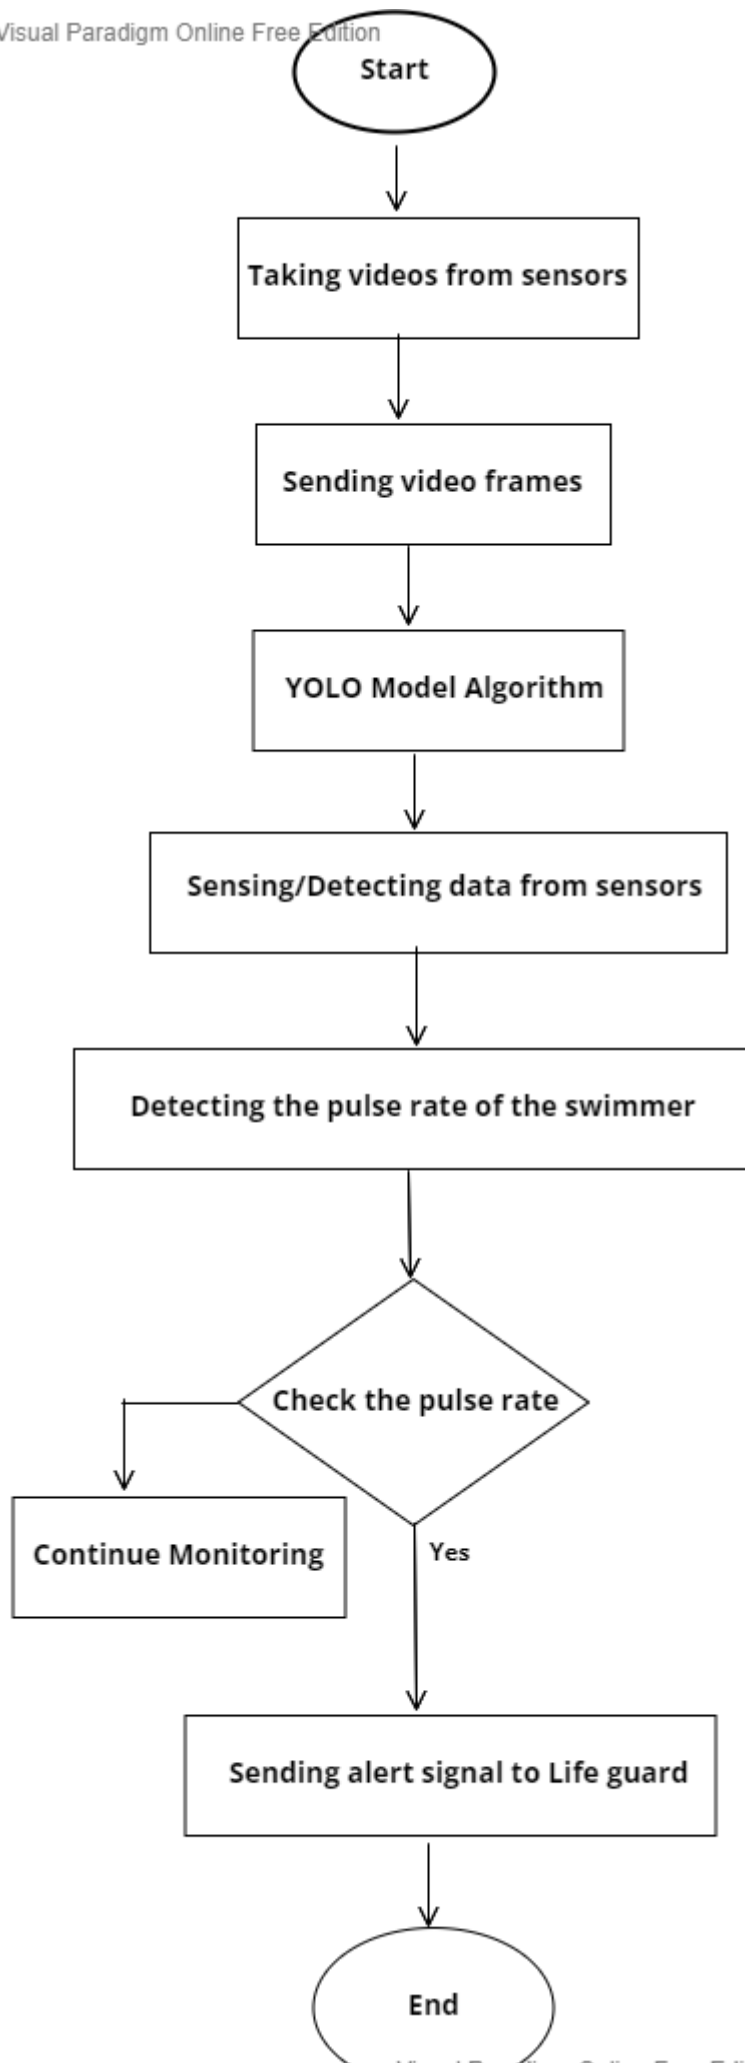 Visual Paradigm Online Free Edition
Start
Taking videos from sensors
Sending video frames
YOLO Model Algorithm
Sensing/Detecting data from sensors
Detecting the pulse rate of the swimmer
Check the pulse rate
Continue Monitoring
Yes
Sending alert signal to Life guard
End